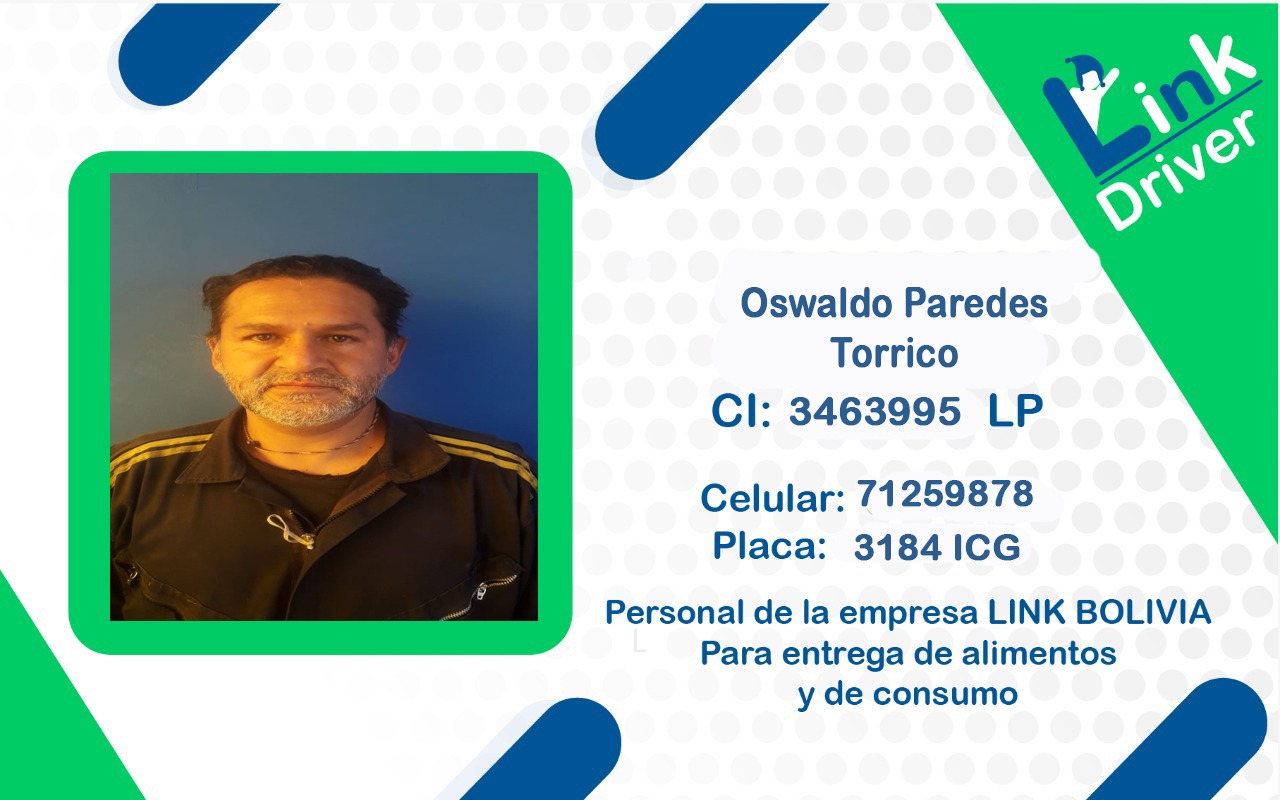 Link
Driver
Oswaldo Paredes
Torrico
CI: 3463995 LP
Celular: 71259878
Placa: 3184 ICG
Personal de la empresa LINK BOLIVIA
L
Para entrega de alimentos
y de consumo